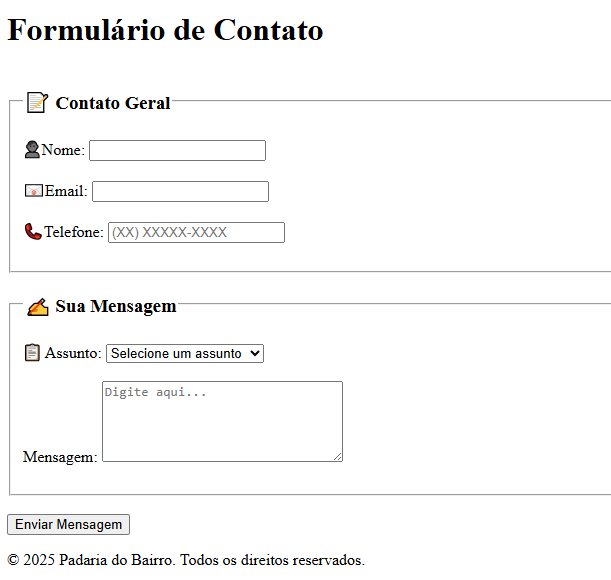 Formulário de Contato
📝 Contato Geral
👤Nome:
📧Email:
📞Telefone: (XX) XXXXX-XXXX
✍️ Sua Mensagem
📋 Assunto: Selecione um assunto
Digite aqui...
Mensagem:
Enviar Mensagem
© 2025 Padaria do Bairro. Todos os direitos reservados.